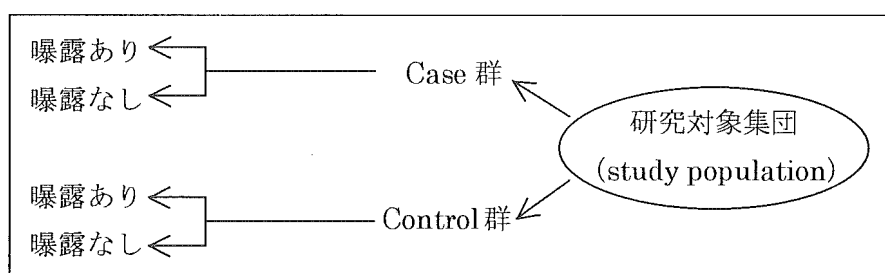 曝露あり
曝露なし
Case 群
研究対象集団
(study population)
曝露あり
曝露なし
Control 群